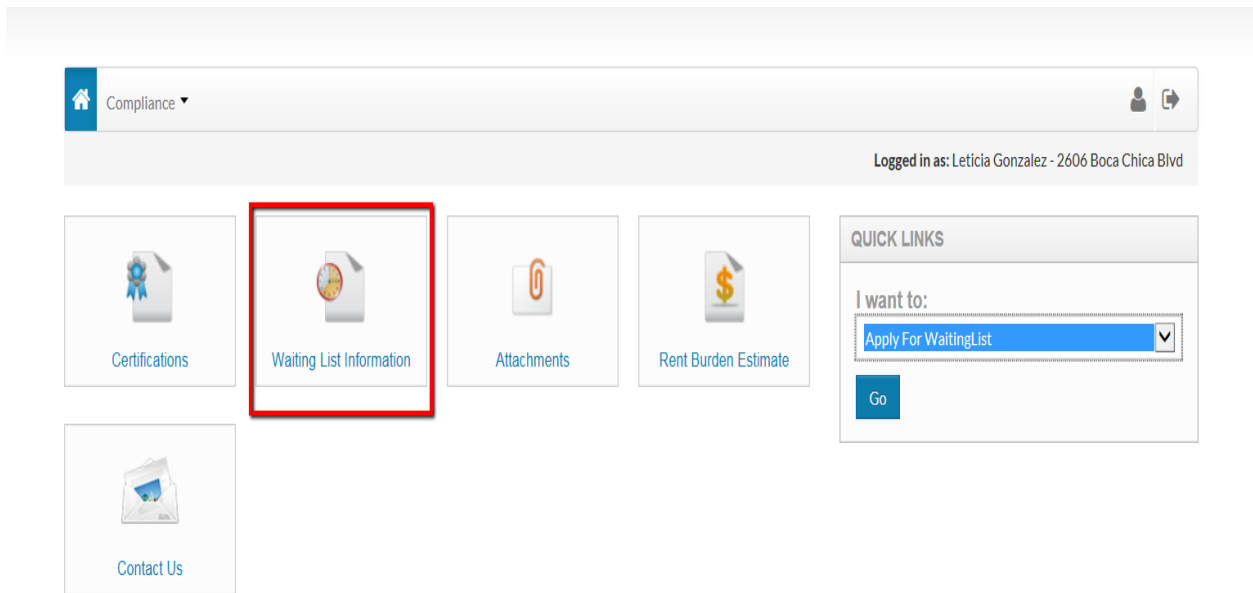 Compliance
Logged in as: Leticia Gonzalez - 2606 Boca Chica Blvd
Certifications
Waiting List Information
Attachments
Rent Burden Estimate
QUICK LINKS
I want to:
Apply For WaitingList
Go
Contact Us